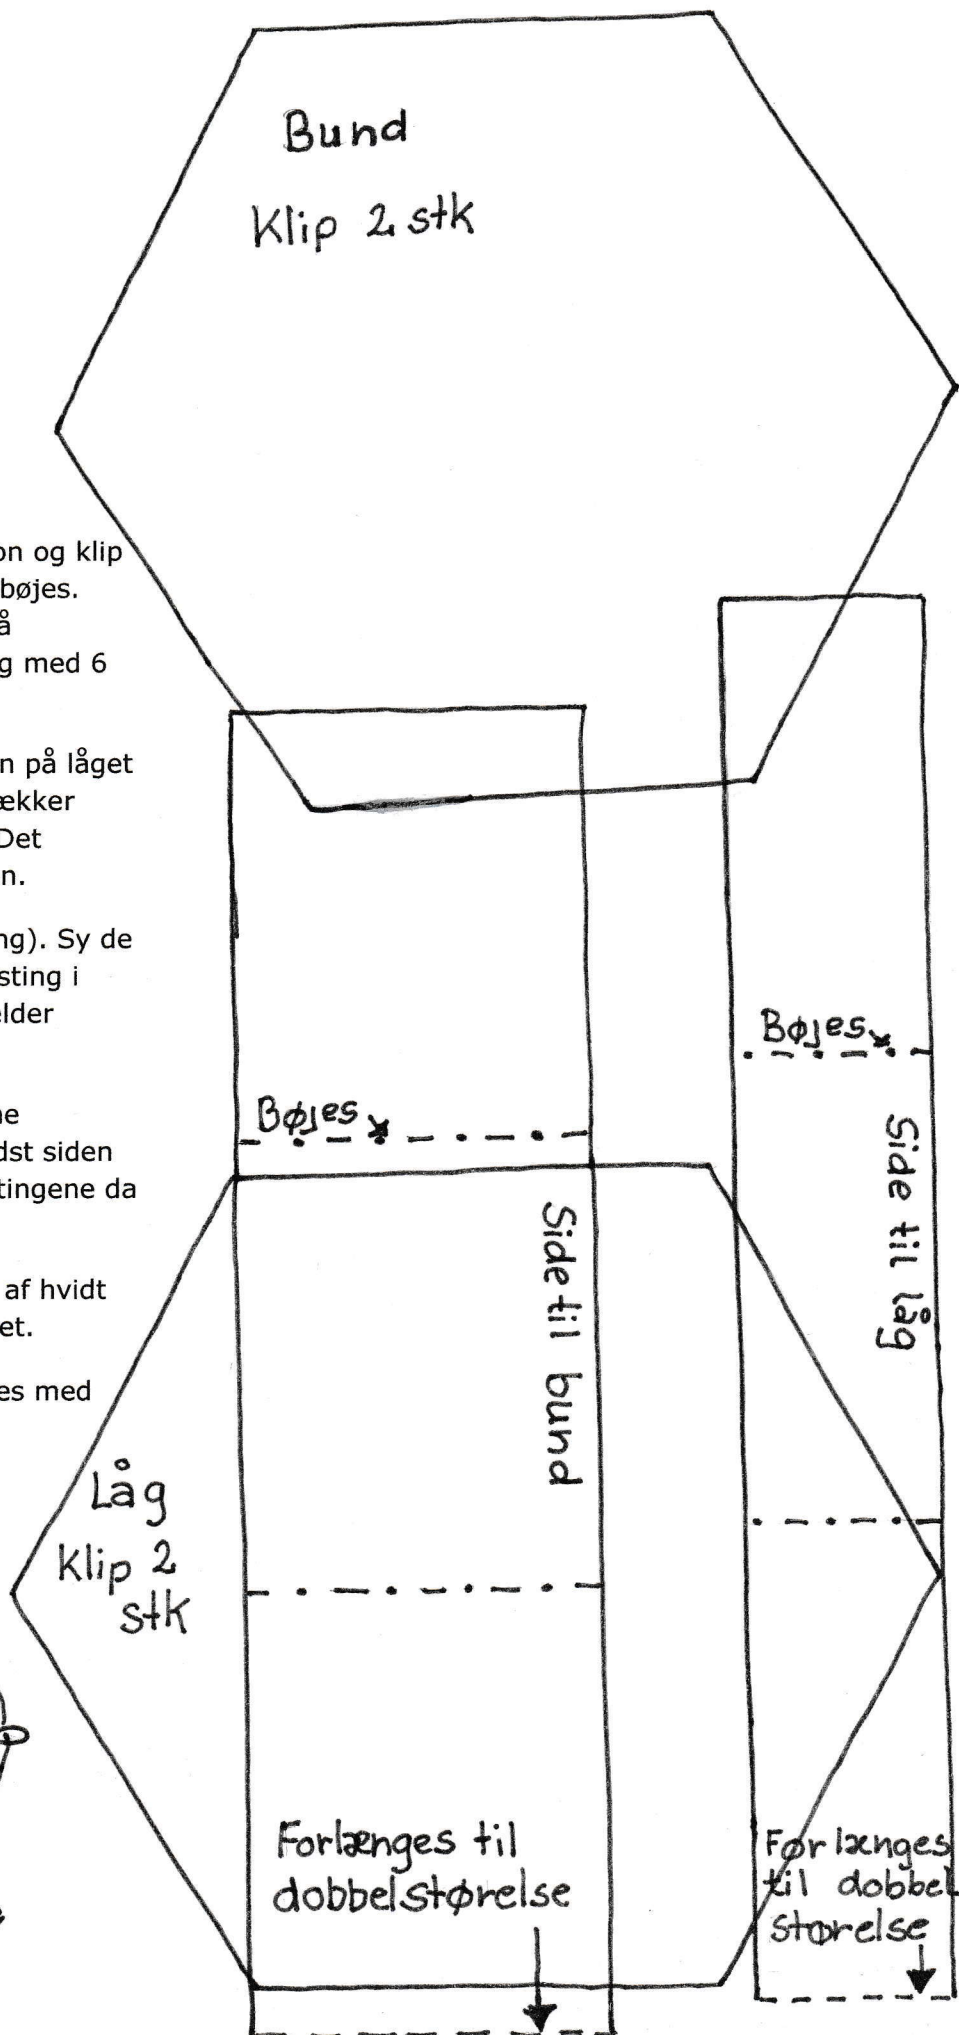 Bund
Klip 2 stk
on og klip
bøjes.
å
g med 6
n på låget
ækker
Det
n.
ng). Sy de
sting i
elder
ne
dst siden
tingene da
af hvidt
et.
es med
Bøjes *
Bøjes *
Side til bund
Side til låg
Låg
Klip 2
stk
Forlænges til
dobbelstørelse
Forlænges
til dobbel
størelse